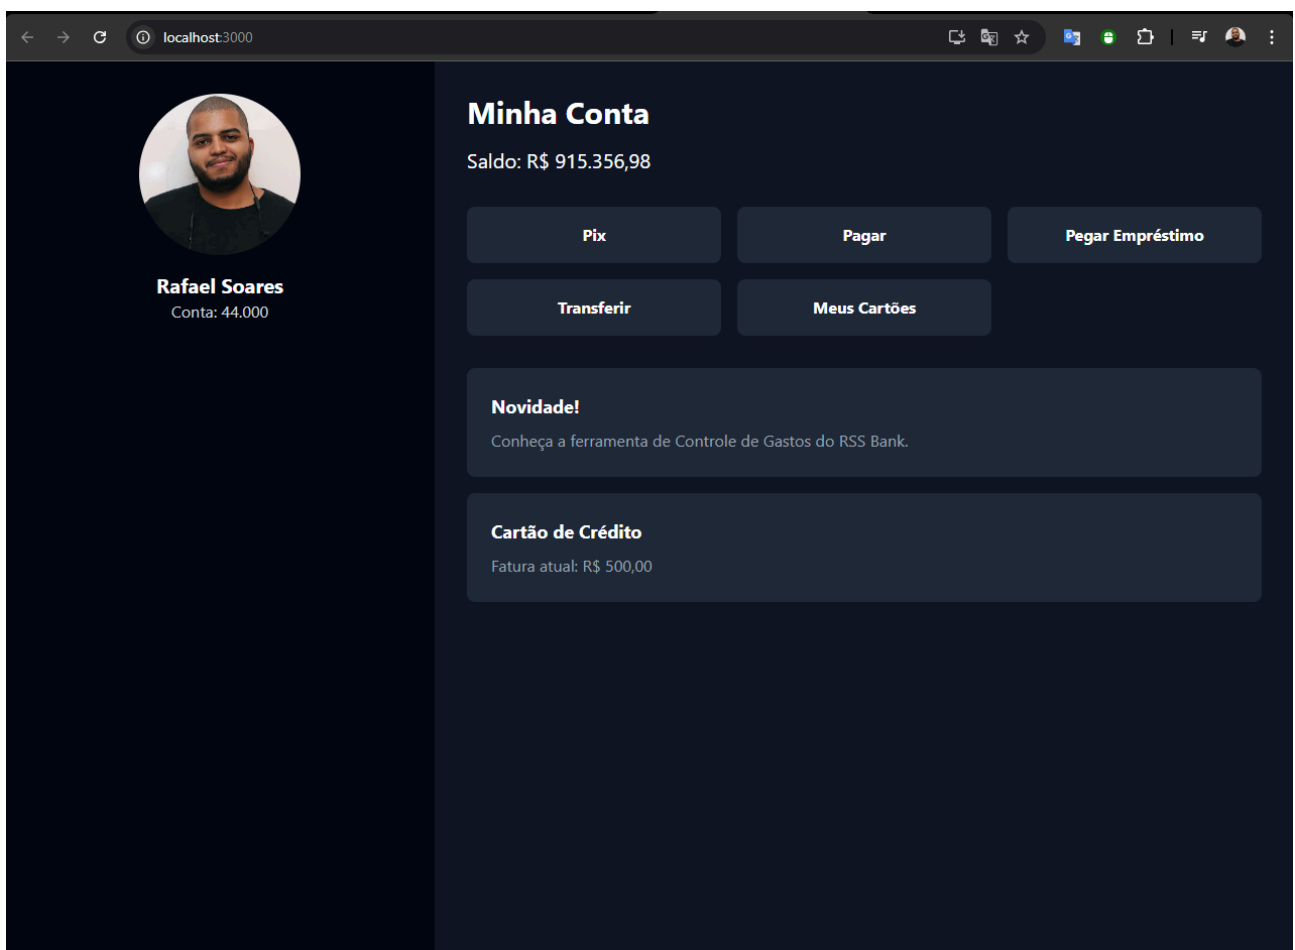 localhost:3000
Rafael Soares
Conta: 44.000
Minha Conta
Saldo: R$ 915.356,98
Pix
Pagar
Pegar Empréstimo
Transferir
Meus Cartões
Novidade!
Conheça a ferramenta de Controle de Gastos do RSS Bank.
Cartão de Crédito
Fatura atual: R$ 500,00